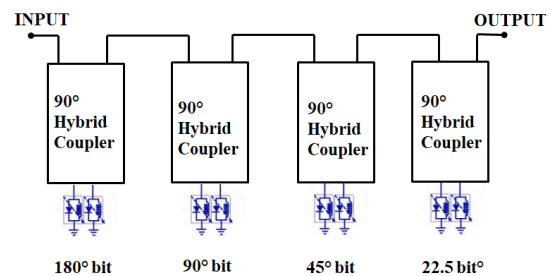 INPUT
OUTPUT
90°
Hybrid
Coupler
90°
Hybrid
Coupler
90°
Hybrid
Coupler
90°
Hybrid
Coupler
180° bit
90° bit
45° bit
22.5 bit°